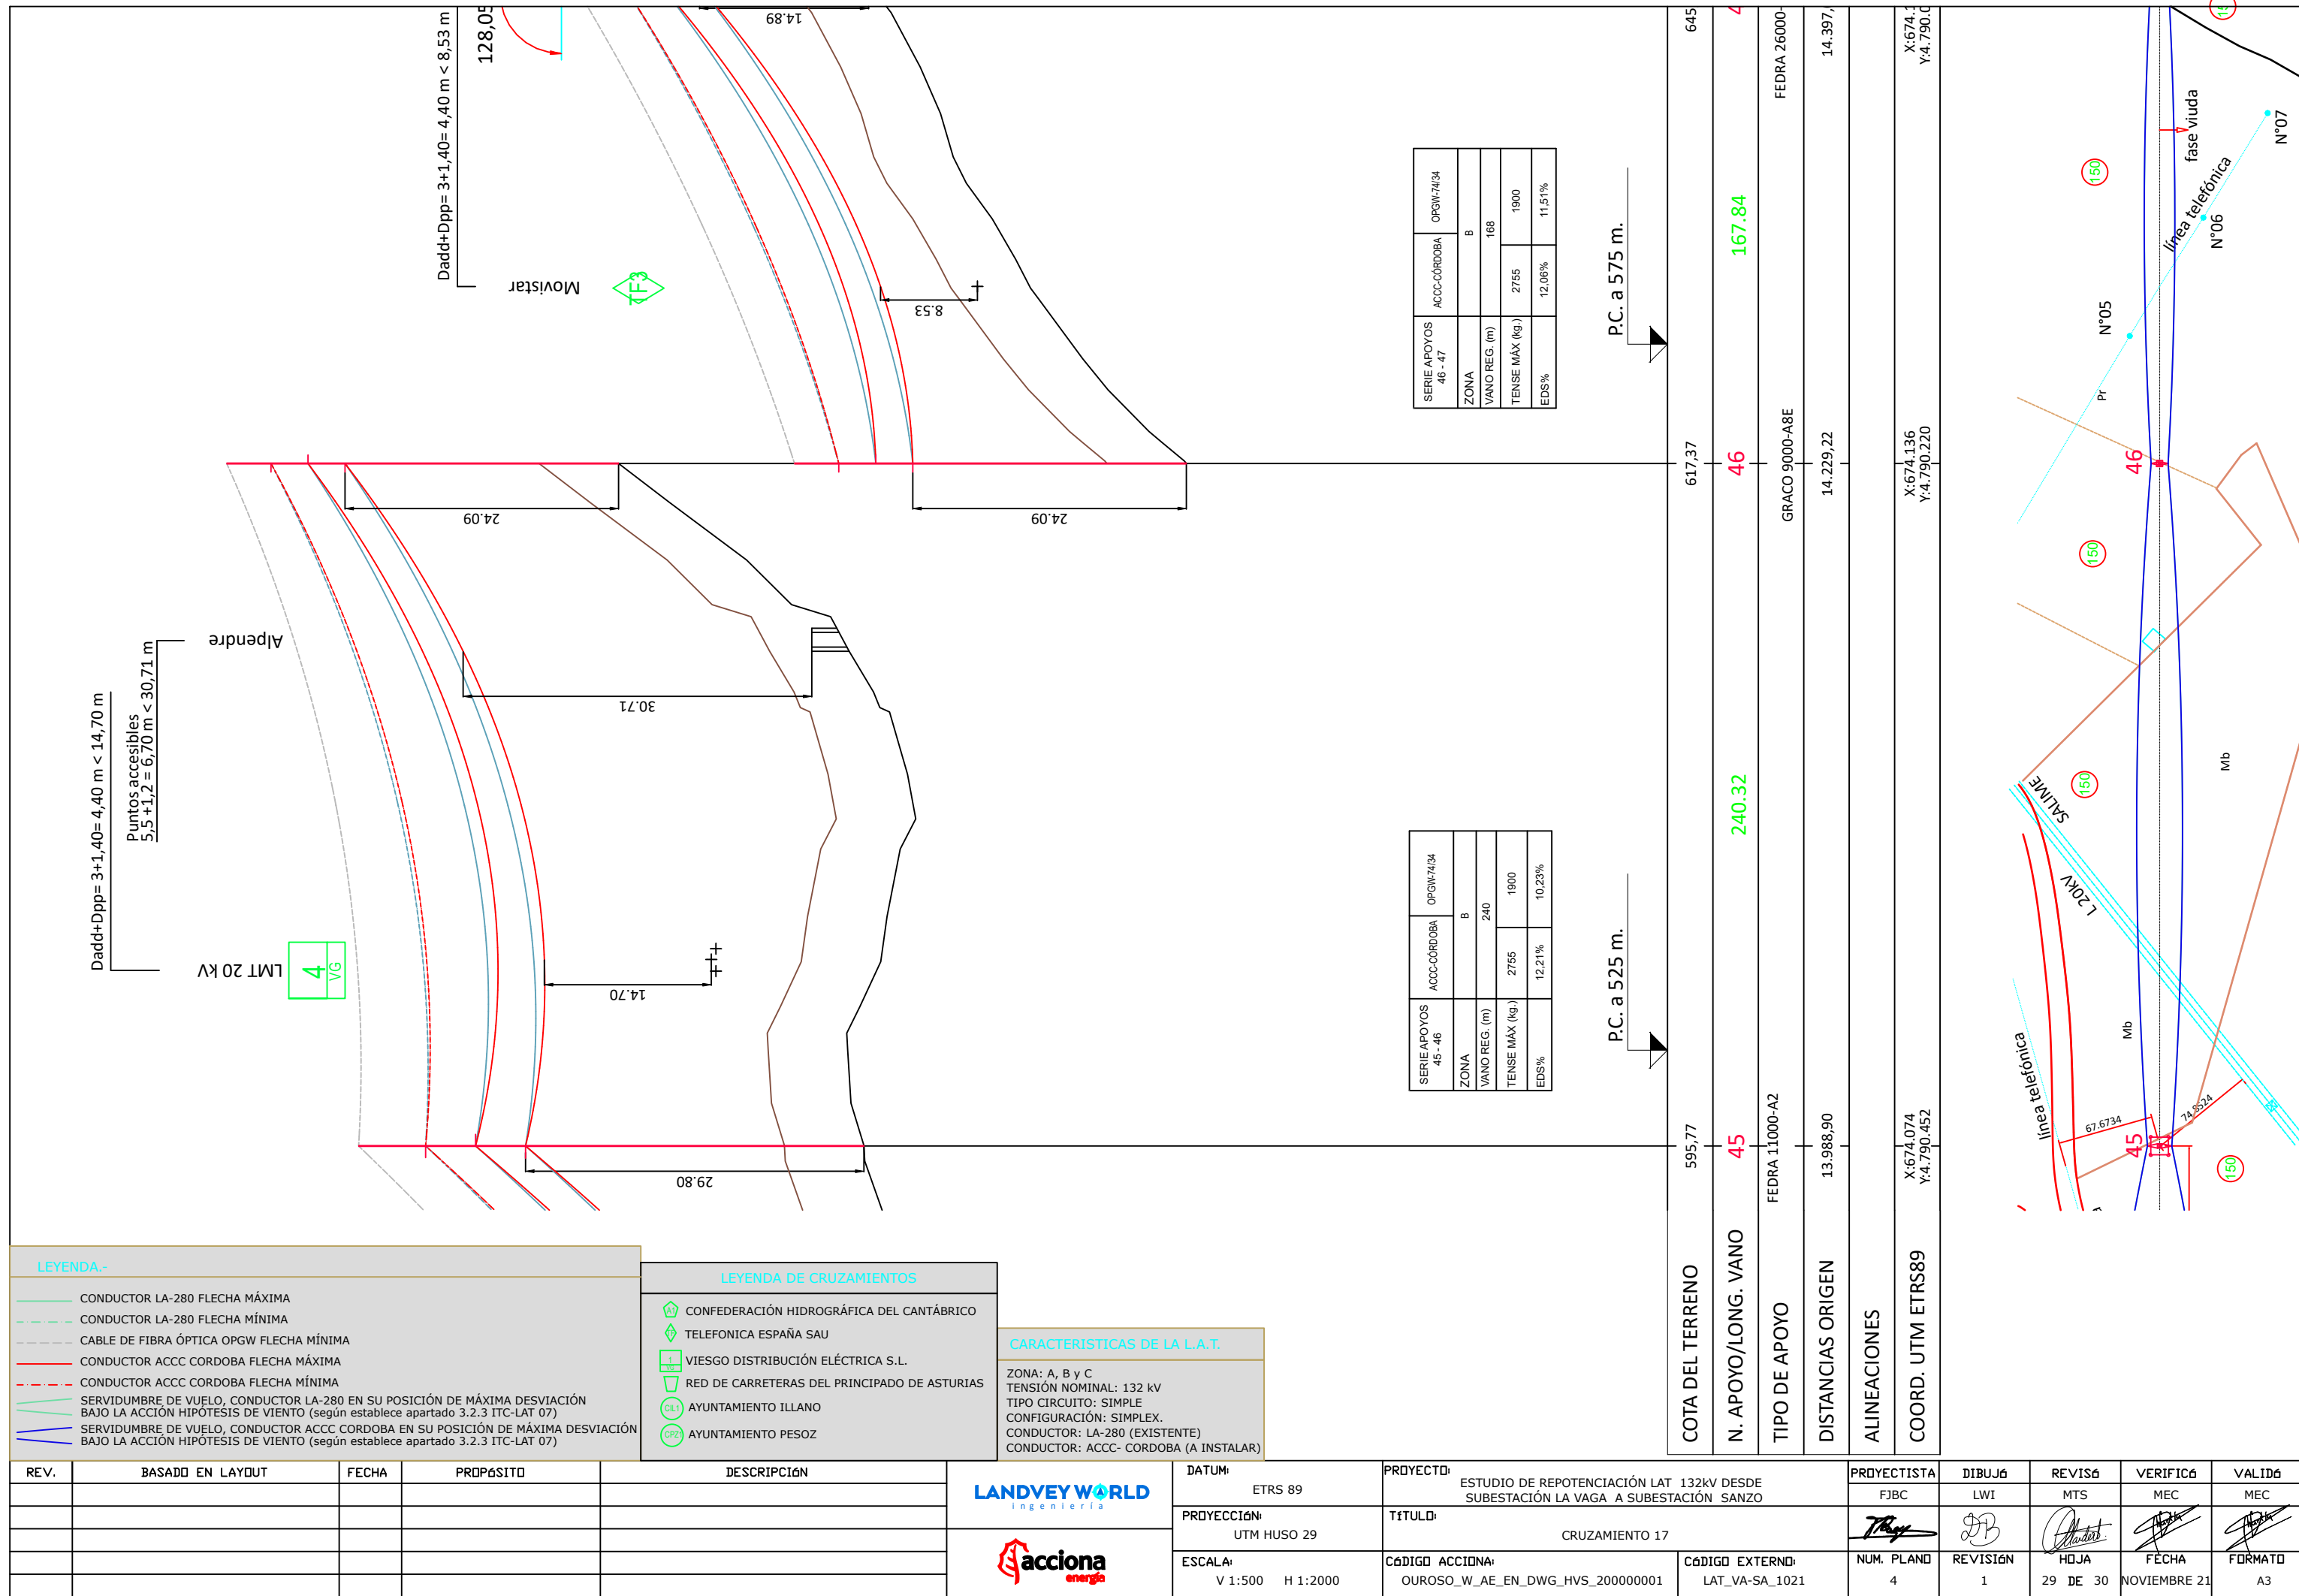 Dadd+Dpp= 3+1,40= 4,40 m < 8,53 m
128,05
Movistar
TF3
14.89
8.53
Dadd+Dpp= 3+1,40= 4,40 m < 14,70 m
Puntos accesibles
5,5 +1,2 = 6,70 m < 30,71 m
Alpendre
LMT 20 kV
4
VG
24.09
24.09
30.71
14.70
29.80
SERIE APOYOS
46 - 47
ACCC-CÓRDOBA
OPGW-74/34
ZONA
B
VANO REG. (m)
168
TENSE MÁX (kg.)
2755
1900
EDS%
12,06%
11,51%
P.C. a 575 m.
SERIE APOYOS
45 - 46
ACCC-CÓRDOBA
OPGW-74/34
ZONA
B
VANO REG. (m)
240
TENSE MÁX (kg.)
2755
1900
EDS%
12,21%
10,23%
P.C. a 525 m.
COTA DEL TERRENO
595,77
617,37
645
N. APOYO/LONG. VANO
45
240.32
46
167.84
TIPO DE APOYO
FEDRA 11000-A2
GRACO 9000-A8E
FEDRA 26000-
DISTANCIAS ORIGEN
13.988,90
14.229,22
14.397,
ALINEACIONES
COORD. UTM ETRS89
X:674.074
Y:4.790.452
X:674.136
Y:4.790.220
fase viuda
línea telefónica
N°07
N°06
N°05
150
Pr
46
150
150
Mb
SALIME
L 20kV
Mb
línea telefónica
67.6734
45
150
LEYENDA.-
CONDUCTOR LA-280 FLECHA MÁXIMA
CONDUCTOR LA-280 FLECHA MÍNIMA
CABLE DE FIBRA ÓPTICA OPGW FLECHA MÍNIMA
CONDUCTOR ACCC CORDOBA FLECHA MÁXIMA
CONDUCTOR ACCC CORDOBA FLECHA MÍNIMA
SERVIDUMBRE DE VUELO, CONDUCTOR LA-280 EN SU POSICIÓN DE MÁXIMA DESVIACIÓN
BAJO LA ACCIÓN HIPÓTESIS DE VIENTO (según establece apartado 3.2.3 ITC-LAT 07)
SERVIDUMBRE DE VUELO, CONDUCTOR ACCC CORDOBA EN SU POSICIÓN DE MÁXIMA DESVIACIÓN
BAJO LA ACCIÓN HIPÓTESIS DE VIENTO (según establece apartado 3.2.3 ITC-LAT 07)
LEYENDA DE CRUZAMIENTOS
A1 CONFEDERACIÓN HIDROGRÁFICA DEL CANTÁBRICO
TELEFONICA ESPAÑA SAU
VIESGO DISTRIBUCIÓN ELÉCTRICA S.L.
RED DE CARRETERAS DEL PRINCIPADO DE ASTURIAS
CIL1 AYUNTAMIENTO ILLANO
CPZ1 AYUNTAMIENTO PESOZ
CARACTERISTICAS DE LA L.A.T.
ZONA: A, B y C
TENSIÓN NOMINAL: 132 kV
TIPO CIRCUITO: SIMPLE
CONFIGURACIÓN: SIMPLEX.
CONDUCTOR: LA-280 (EXISTENTE)
CONDUCTOR: ACCC- CORDOBA (A INSTALAR)
REV.
BASADO EN LAYOUT
FECHA
PROPóSITO
DESCRIPCIóN
LANDVEY WORLD
ingeniería
acciona
energía
DATUM:
ETRS 89
PROYECCIóN:
UTM HUSO 29
ESCALA:
V 1:500 H 1:2000
PROYECTO:
ESTUDIO DE REPOTENCIACIÓN LAT 132kV DESDE
SUBESTACIÓN LA VAGA A SUBESTACIÓN SANZO
TíTULO:
CRUZAMIENTO 17
CóDIGO ACCIONA:
OUROSO_W_AE_EN_DWG_HVS_200000001
CóDIGO EXTERNO:
LAT_VA-SA_1021
PROYECTISTA
DIBUJó
REVISó
VERIFICó
VALIDó
FJBC
LWI
MTS
MEC
MEC
NUM. PLANO
REVISIóN
HOJA
FECHA
FORMATO
4
1
29 DE 30
NOVIEMBRE 21
A3